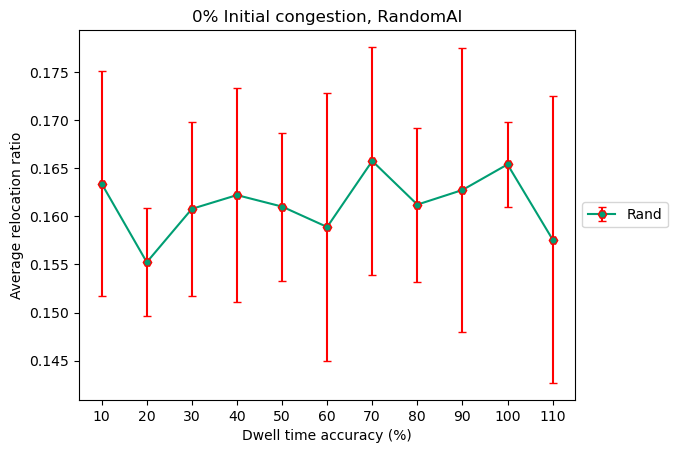 0% Initial congestion, RandomAI
Average relocation ratio
0.175
0.170
0.165
0.160
0.155
0.150
0.145
10 20 30 40 50 60 70 80 90 100 110
Dwell time accuracy (%)
Rand